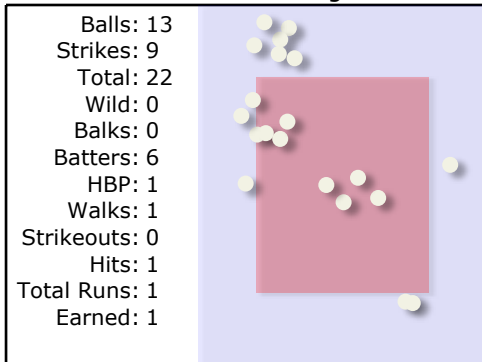 Balls: 13
Strikes: 9
Total: 22
Wild: 0
Balks: 0
Batters: 6
HBP: 1
Walks: 1
Strikeouts: 0
Hits: 1
Total Runs: 1
Earned: 1